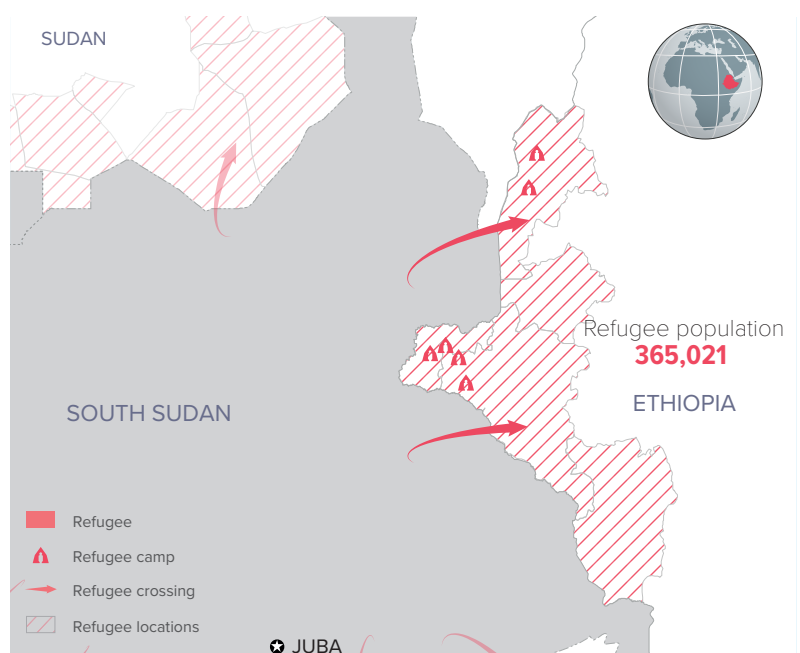 SUDAN
Refugee population
365,021
ETHIOPIA
SOUTH SUDAN
Refugee
Refugee camp
Refugee crossing
Refugee locations
JUBA